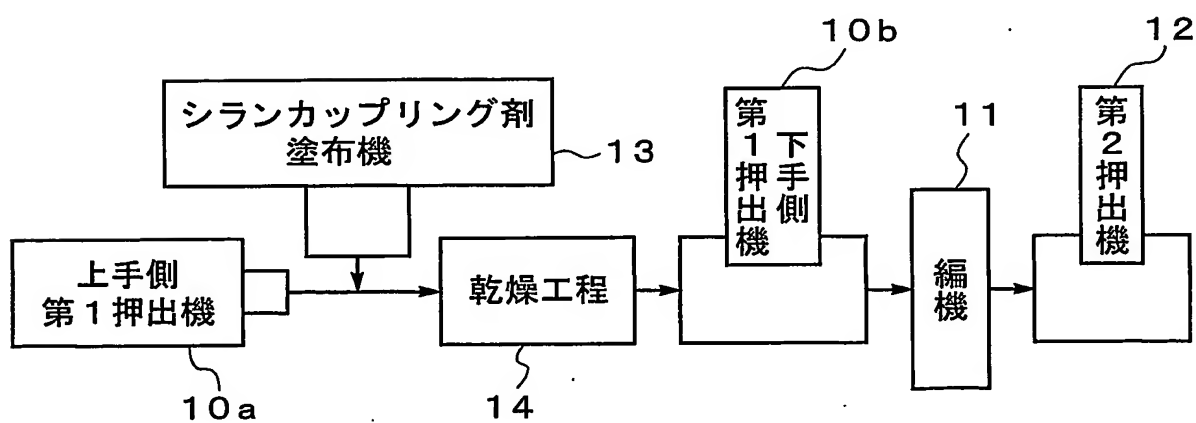 シランカップリング剤
塗布機
13
上手側
第1押出機
10a
乾燥工程
14
10b
下手側
第1押出機
11
編機
12
第2押出機